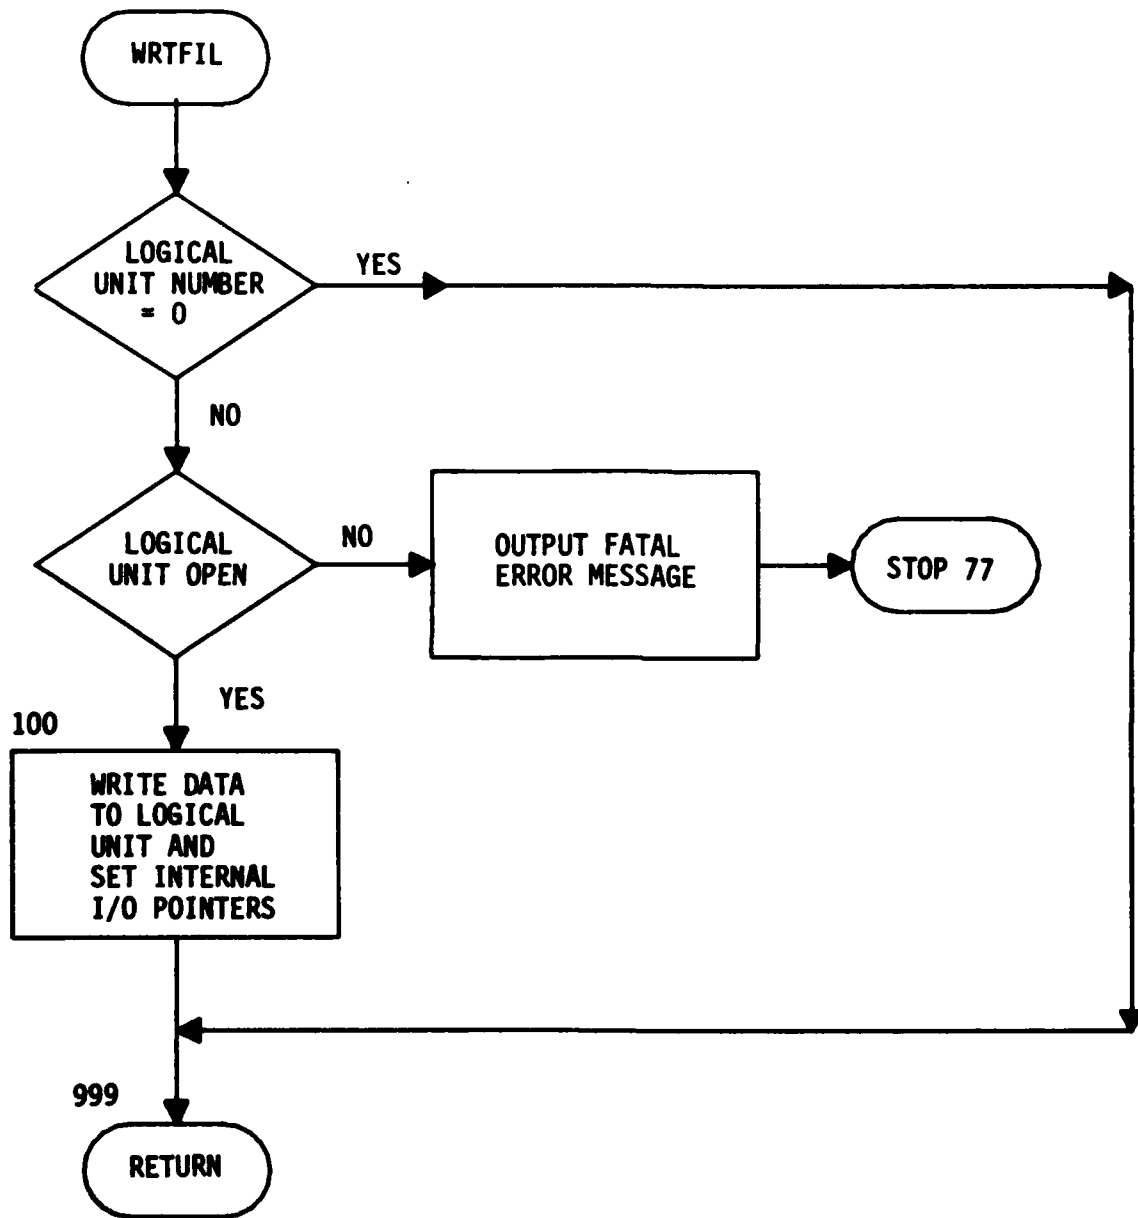 WRTFIL
LOGICAL
UNIT NUMBER
= 0
YES
NO
LOGICAL
UNIT OPEN
NO
OUTPUT FATAL
ERROR MESSAGE
STOP 77
YES
100
WRITE DATA
TO LOGICAL
UNIT AND
SET INTERNAL
I/O POINTERS
999
RETURN